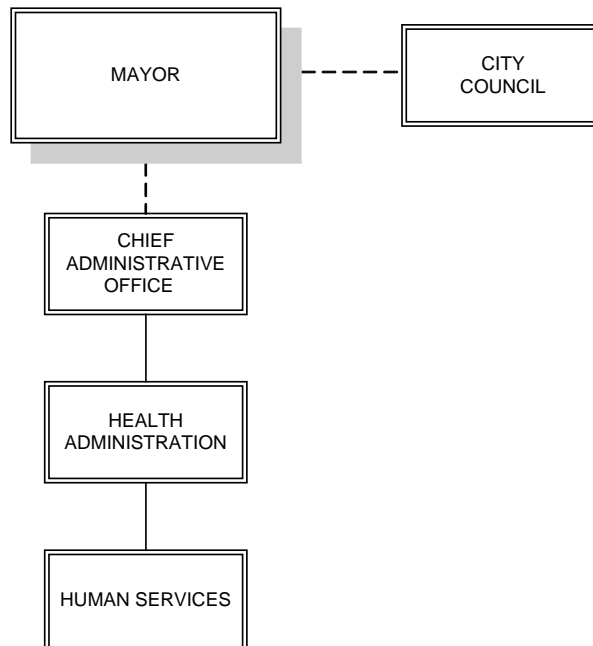 MAYOR
CITY
COUNCIL
CHIEF
ADMINISTRATIVE
OFFICE
HEALTH
ADMINISTRATION
HUMAN SERVICES